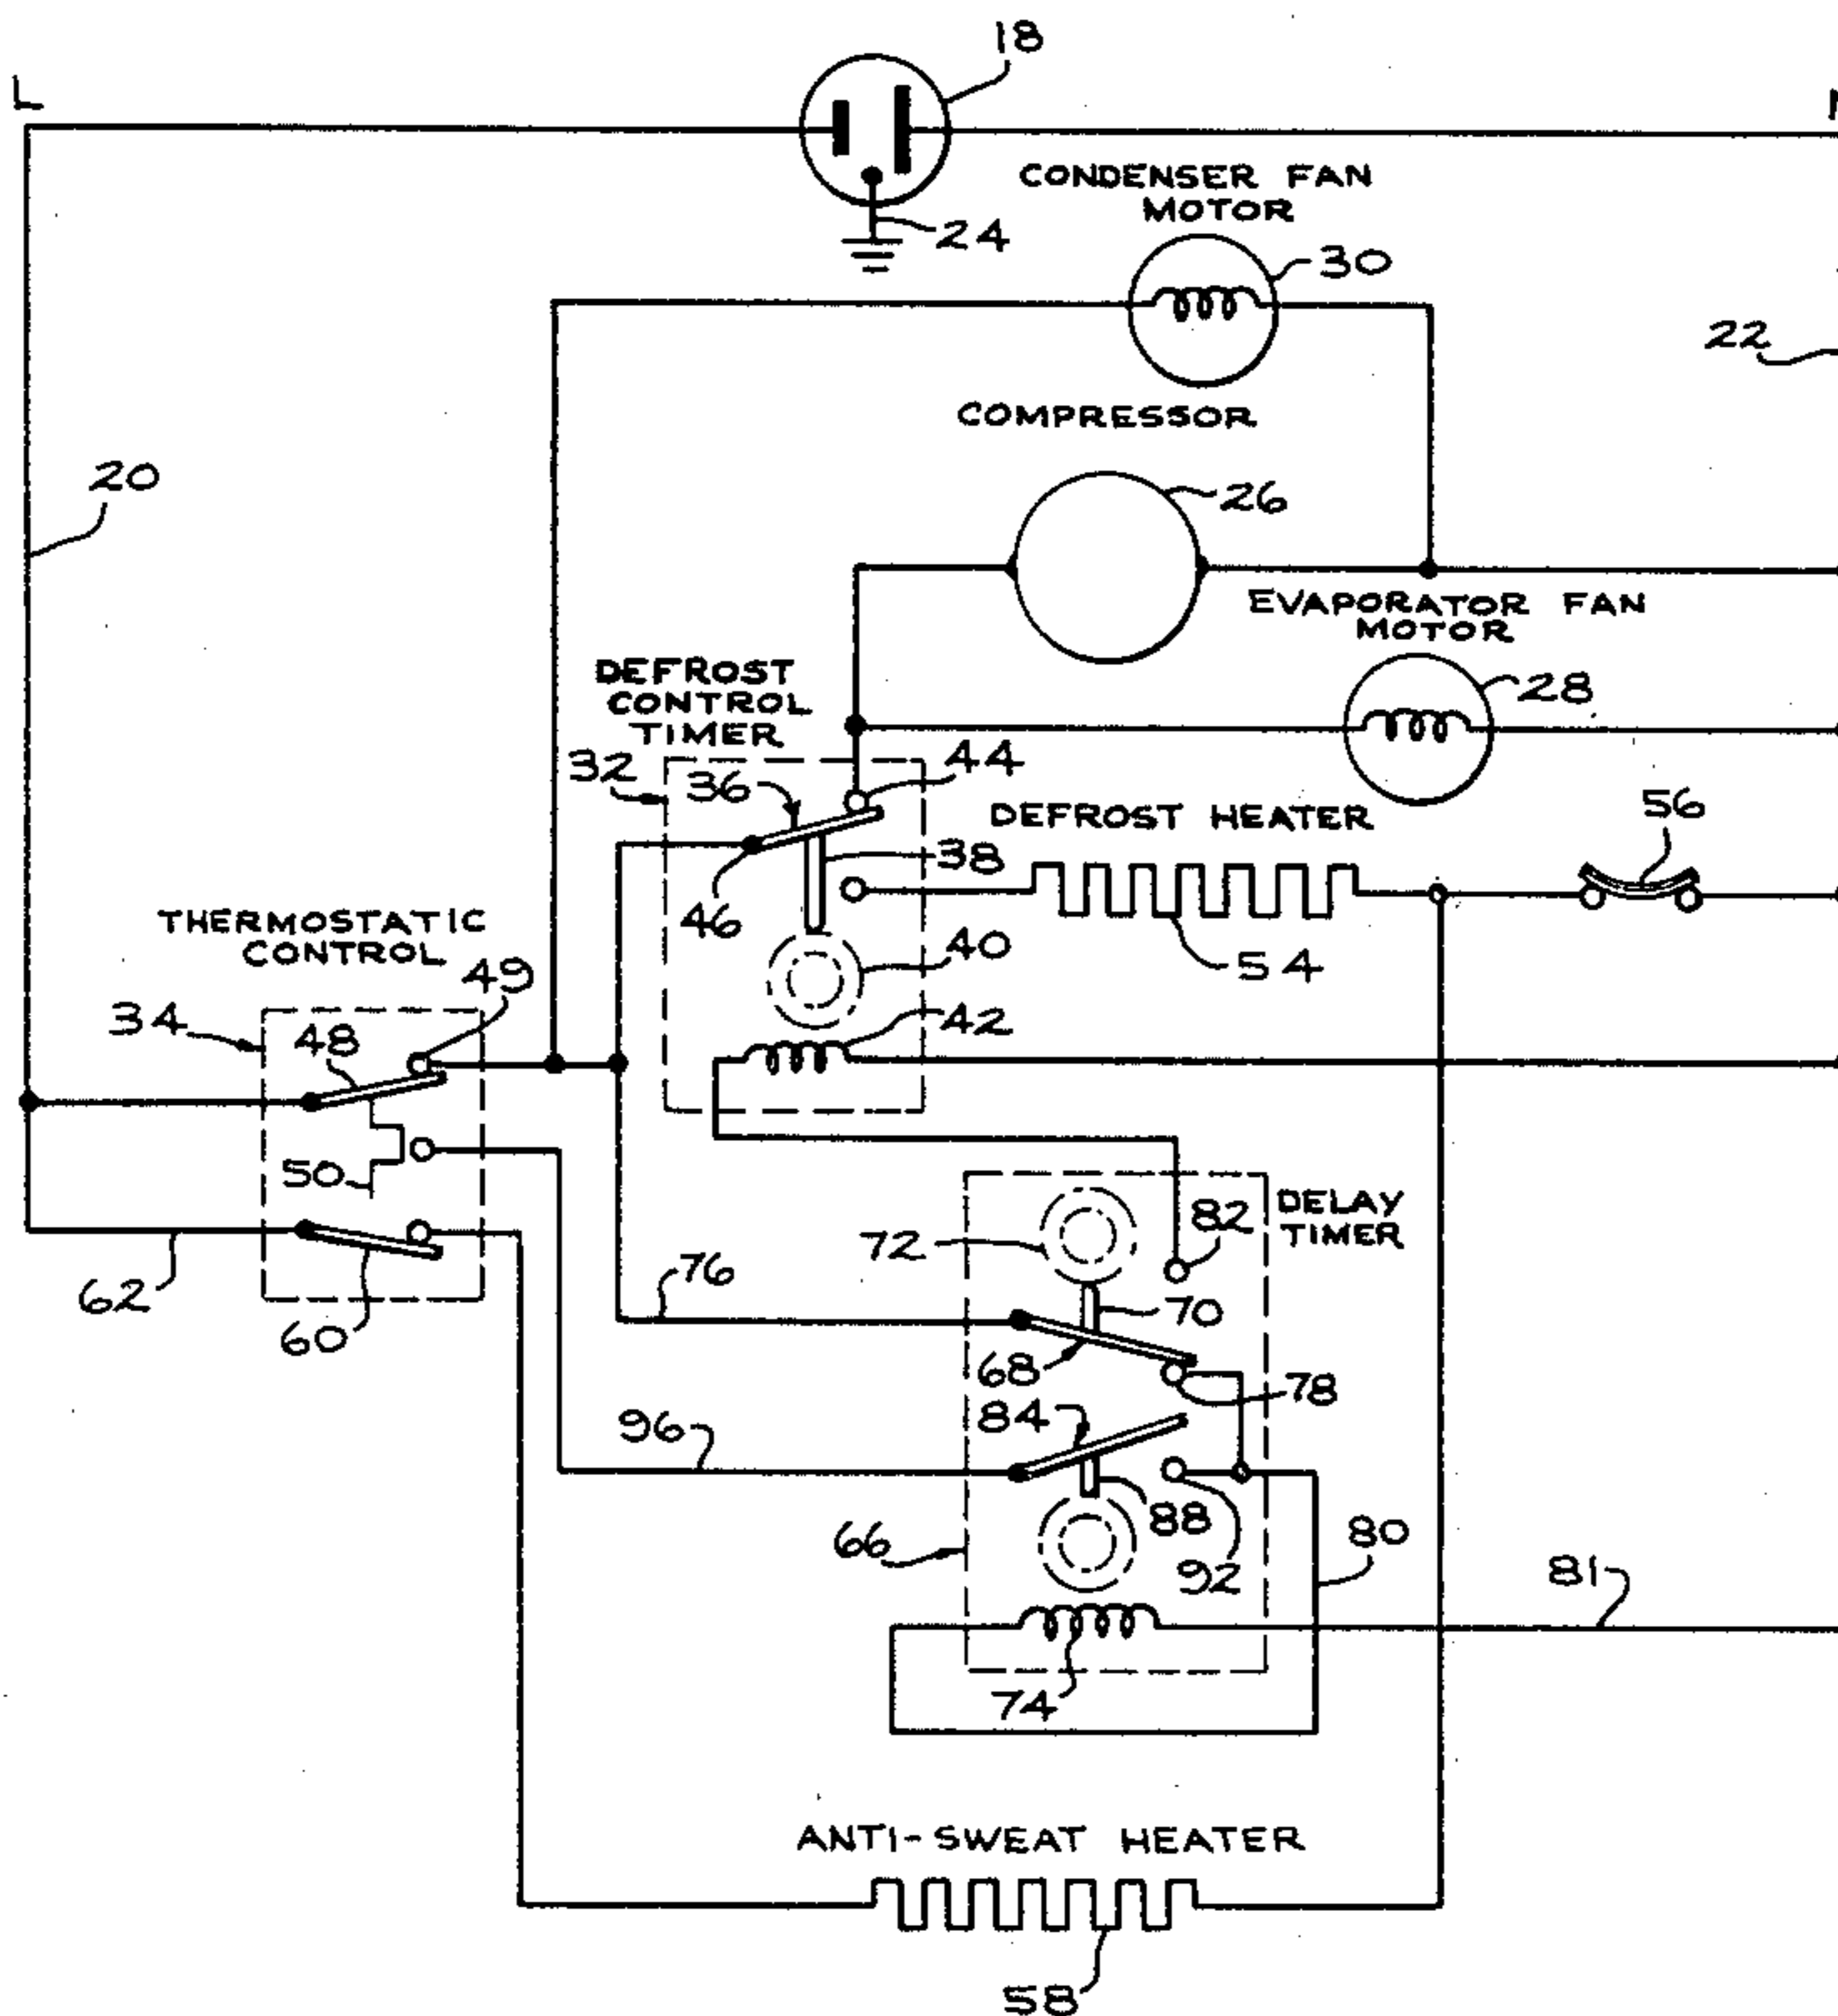 18
L
CONDENSER FAN
MOTOR
24
30
22
COMPRESSOR
20
26
EVAPORATOR FAN
MOTOR
DEFROST
CONTROL
TIMER
28
32
36
44
DEFROST HEATER
56
38
46
THERMOSTATIC
CONTROL
40
54
49
34
48
42
50
DELAY
TIMER
82
72
62
60
76
70
68
78
84
96
88
66
92
80
81
74
ANTI-SWEAT HEATER
58